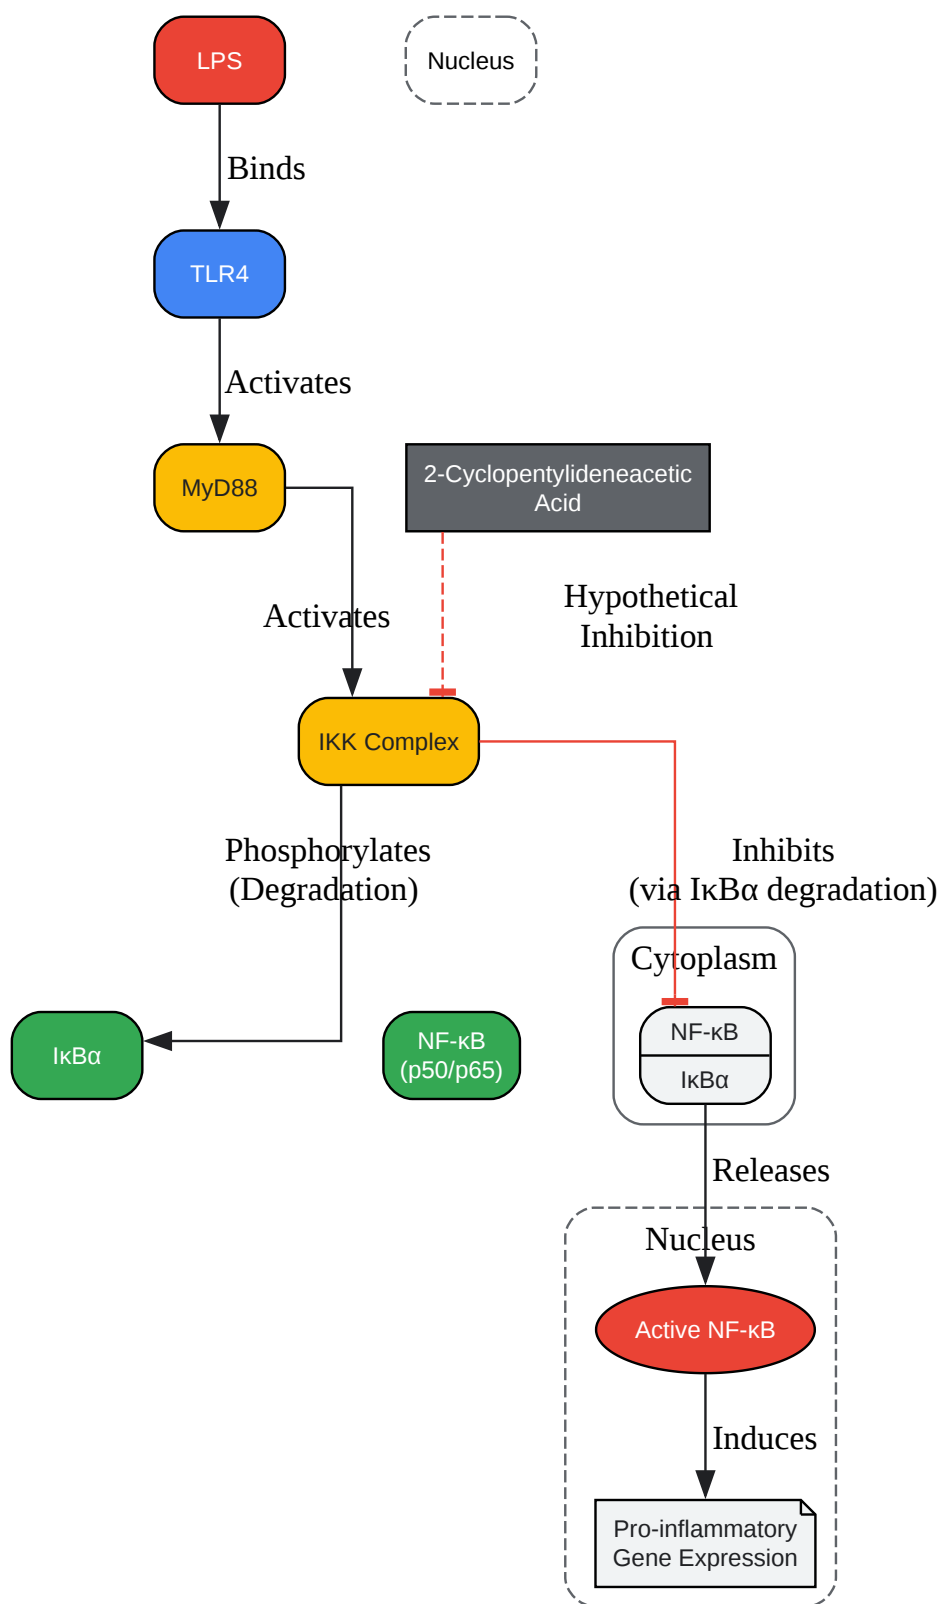 LPS
Nucleus
Binds
TLR4
Activates
MyD88
2-Cyclopentylideneacetic
Acid
Hypothetical
Inhibition
Activates
IKK Complex
Phosphorylates
(Degradation)
Inhibits
(via IκBα degradation)
Cytoplasm
IκBα
NF-κB
(p50/p65)
NF-κB
IκBα
Releases
Nucleus
Active NF-κB
Induces
Pro-inflammatory
Gene Expression